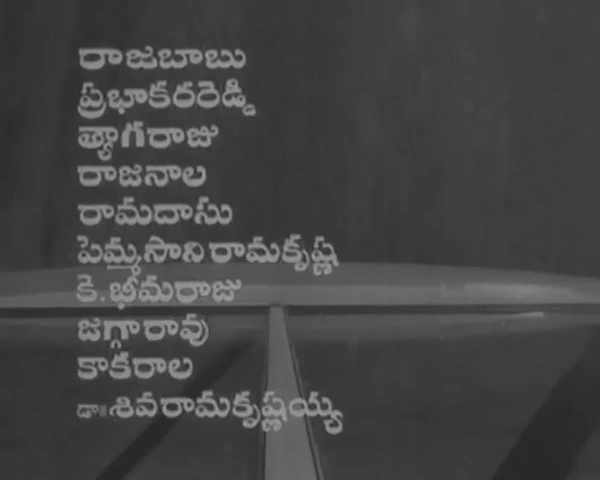 రాజబాబు
ప్రభాకరరెడ్డి
త్యాగరాజు
రాజనాల
రామదాసు
పెమ్మసాని రామకృష్ణ
కె.భీమరాజు
జగ్గారావు
కాకరాల
డా॥శివరామకృష్ణయ్య